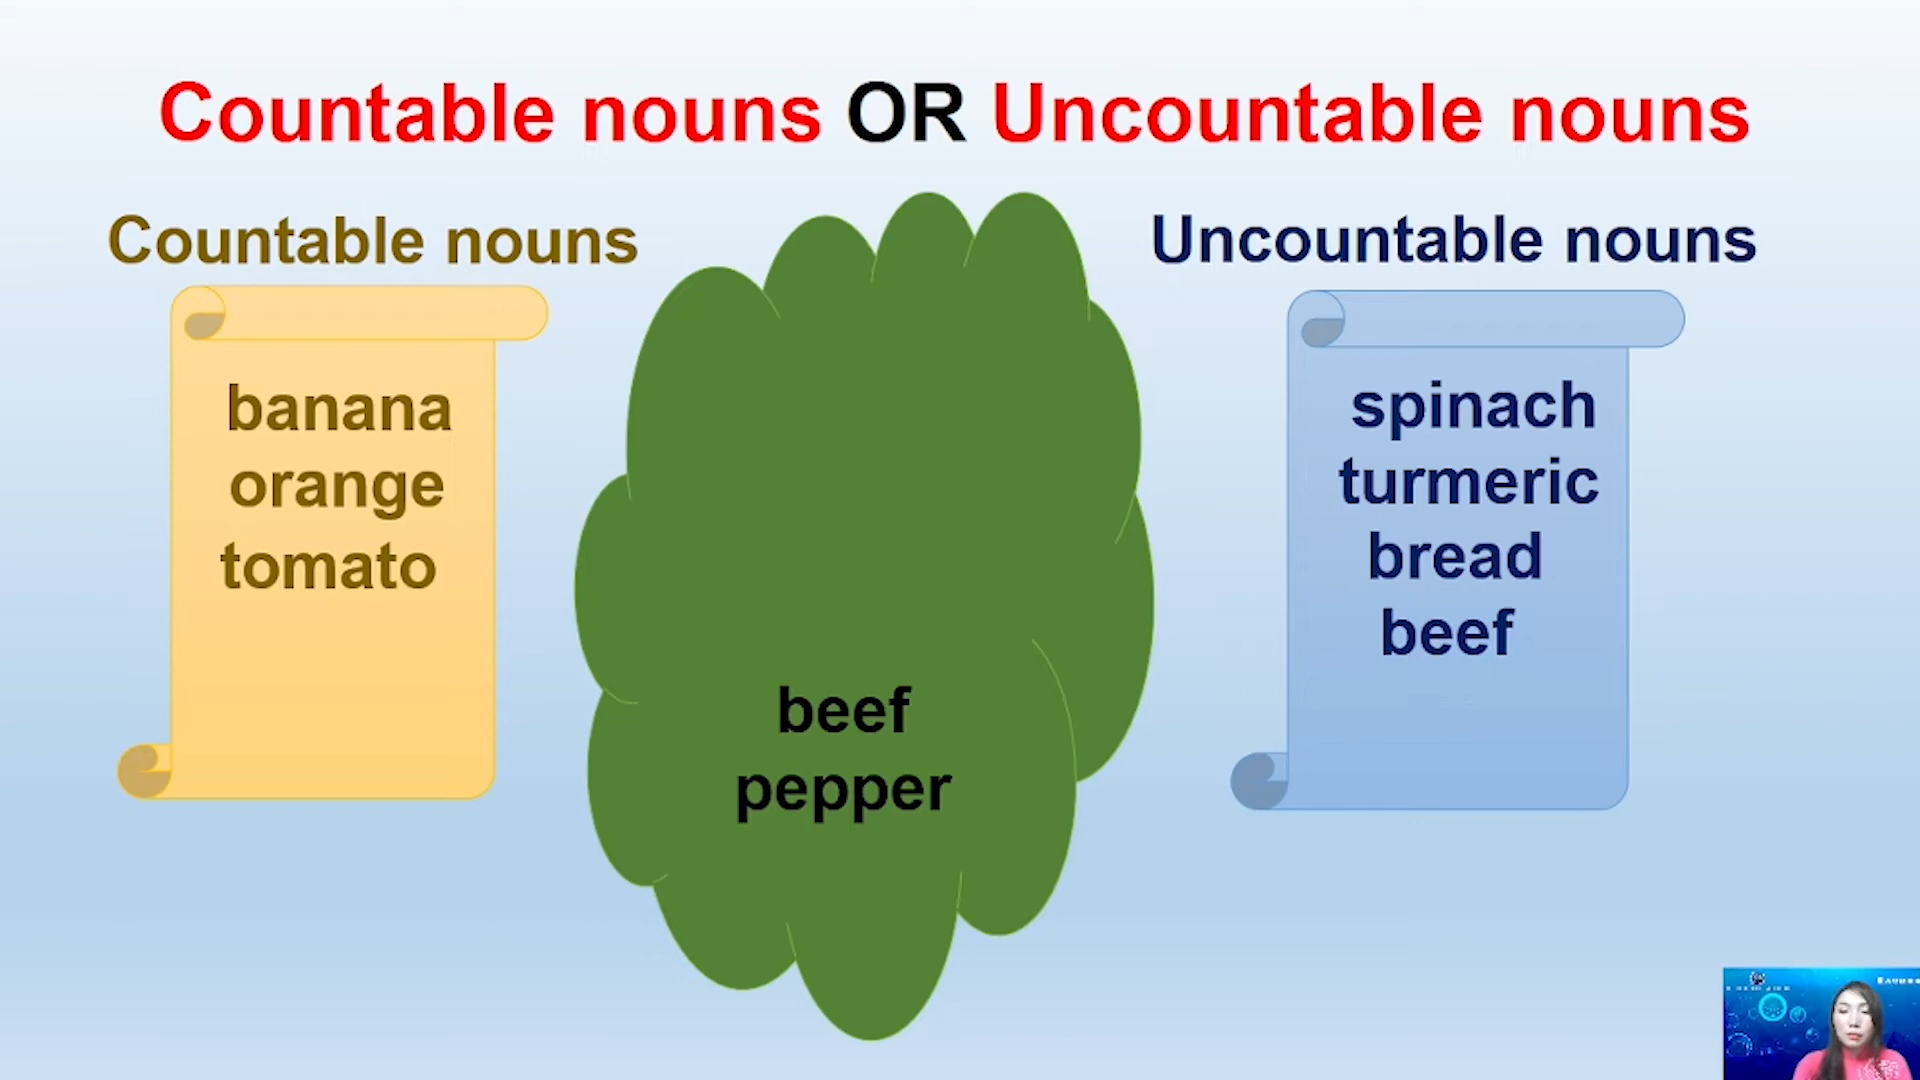 Countable nouns OR Uncountable nouns
Countable nouns
banana
orange
tomato
beef
pepper
Uncountable nouns
spinach
turmeric
bread
beef